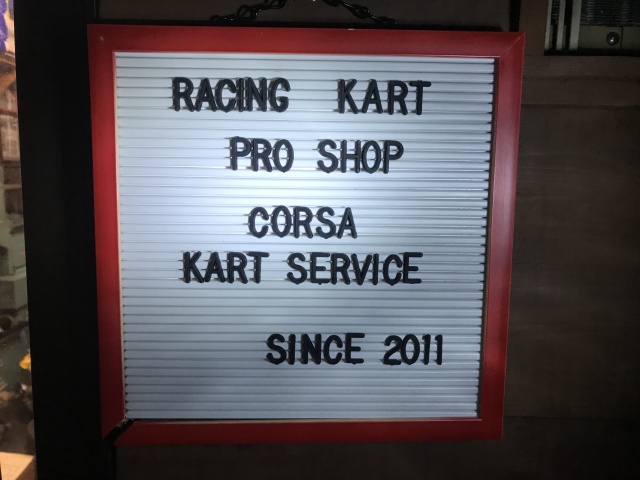 RACING KART
PRO SHOP
CORSA
KART SERVICE
SINCE 2011